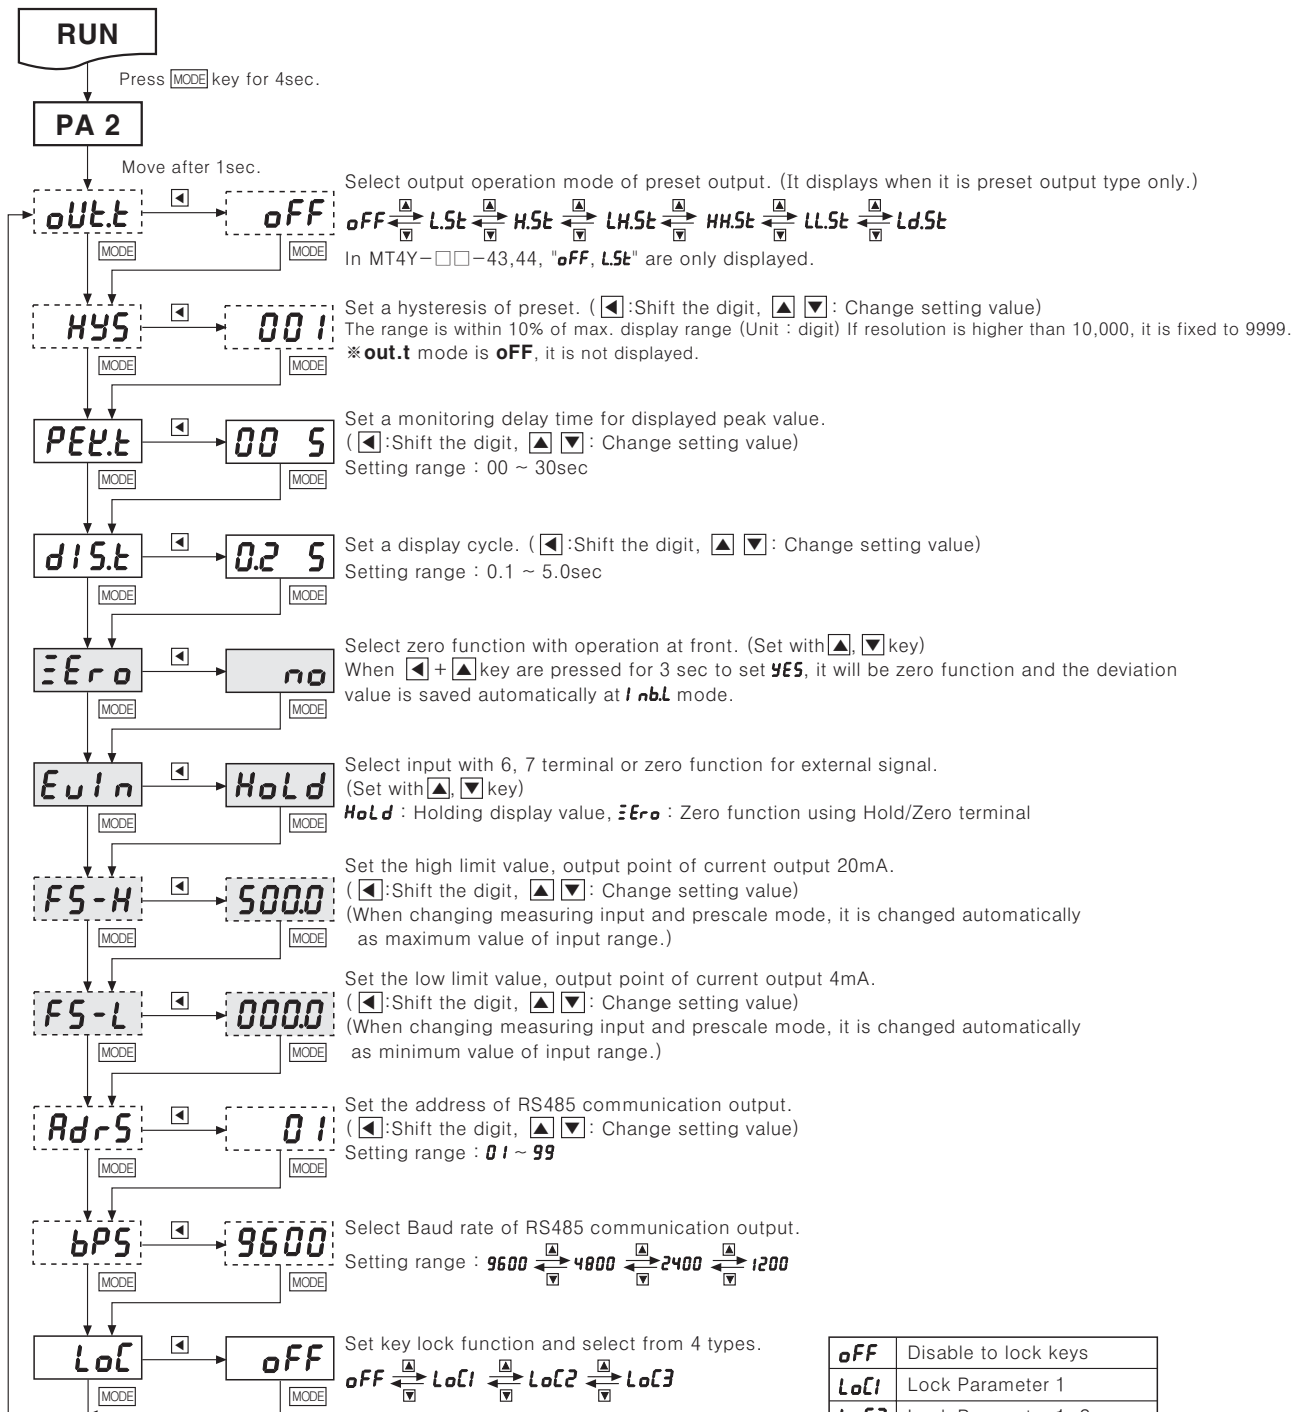 RUN
Press MODE key for 4sec.
PA 2
Move after 1sec.
oUt.t
oFF
MODE
MODE
Select output operation mode of preset output. (It displays when it is preset output type only.)
oFF L.St H.St LH.St HH.St LL.St Ld.St
In MT4Y-□□-43,44, "oFF, L.St" are only displayed.
HYS
001
MODE
MODE
Set a hysteresis of preset. ( ◀:Shift the digit, ▲ ▼: Change setting value)
The range is within 10% of max. display range (Unit : digit) If resolution is higher than 10,000, it is fixed to 9999.
※out.t mode is oFF, it is not displayed.
PEK.t
00 S
MODE
MODE
Set a monitoring delay time for displayed peak value.
( ◀:Shift the digit, ▲ ▼: Change setting value)
Setting range : 00 ~ 30sec
dIS.t
0.2 S
MODE
MODE
Set a display cycle. ( ◀:Shift the digit, ▲ ▼: Change setting value)
Setting range : 0.1 ~ 5.0sec
ZEro
no
MODE
MODE
Select zero function with operation at front. (Set with ▲, ▼ key)
When ◀ + ▲ key are pressed for 3 sec to set YES, it will be zero function and the deviation
value is saved automatically at Inb.L mode.
EvIn
HoLd
MODE
MODE
Select input with 6, 7 terminal or zero function for external signal.
(Set with ▲, ▼ key)
HoLd : Holding display value, ZEro : Zero function using Hold/Zero terminal
FS-H
500.0
MODE
MODE
Set the high limit value, output point of current output 20mA.
( ◀:Shift the digit, ▲ ▼: Change setting value)
(When changing measuring input and prescale mode, it is changed automatically
as maximum value of input range.)
FS-L
000.0
MODE
MODE
Set the low limit value, output point of current output 4mA.
( ◀:Shift the digit, ▲ ▼: Change setting value)
(When changing measuring input and prescale mode, it is changed automatically
as minimum value of input range.)
AdrS
01
MODE
MODE
Set the address of RS485 communication output.
( ◀:Shift the digit, ▲ ▼: Change setting value)
Setting range : 01 ~ 99
bPS
9600
MODE
MODE
Select Baud rate of RS485 communication output.
Setting range : 9600 4800 2400 1200
LoC
oFF
MODE
MODE
Set key lock function and select from 4 types.
oFF LoC1 LoC2 LoC3
oFF Disable to lock keys
LoC1 Lock Parameter 1